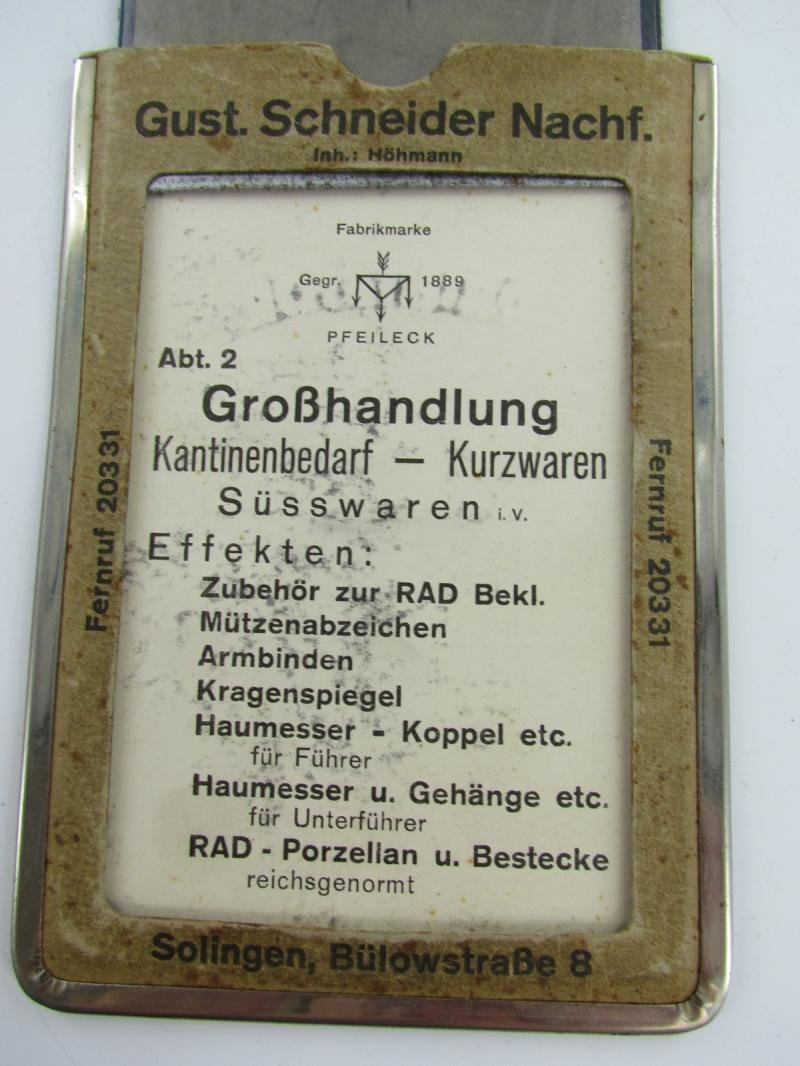 Gust. Schneider Nachf.
Inh.: Höhmann
Fabrikmarke
Gegr. 1889
PFEILECK
Abt. 2
Großhandlung
Kantinenbedarf — Kurzwaren
Süsswaren i. V.
Effekten:
Zubehör zur RAD Bekl.
Mützenabzeichen
Armbinden
Kragenspiegel
Haumesser - Koppel etc.
für Führer
Haumesser u. Gehänge etc.
für Unterführer
RAD - Porzellan u. Bestecke
reichsgenormt
Solingen, Bülowstraße 8
Fernruf 20331
Fernruf 20331